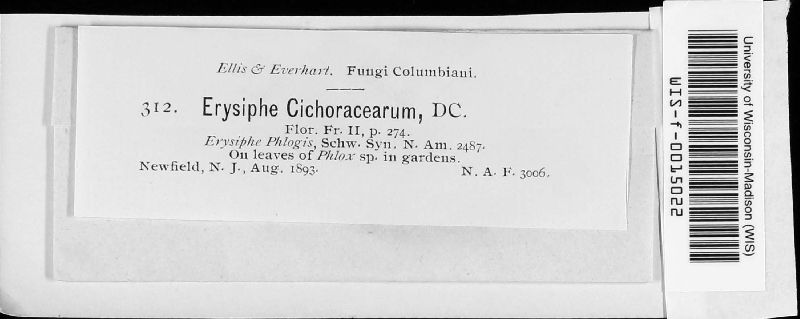 Ellis & Everhart. Fungi Columbiani.
312. Erysiphe Cichoracearum, DC.
Flor. Fr. II, p. 274.
Erysiphe Phlogis, Schw. Syn. N. Am. 2487.
On leaves of Phlox sp. in gardens.
Newfield, N. J., Aug. 1893. N. A. F. 3006.
University of Wisconsin-Madison (WIS)
WIS-f-0015022